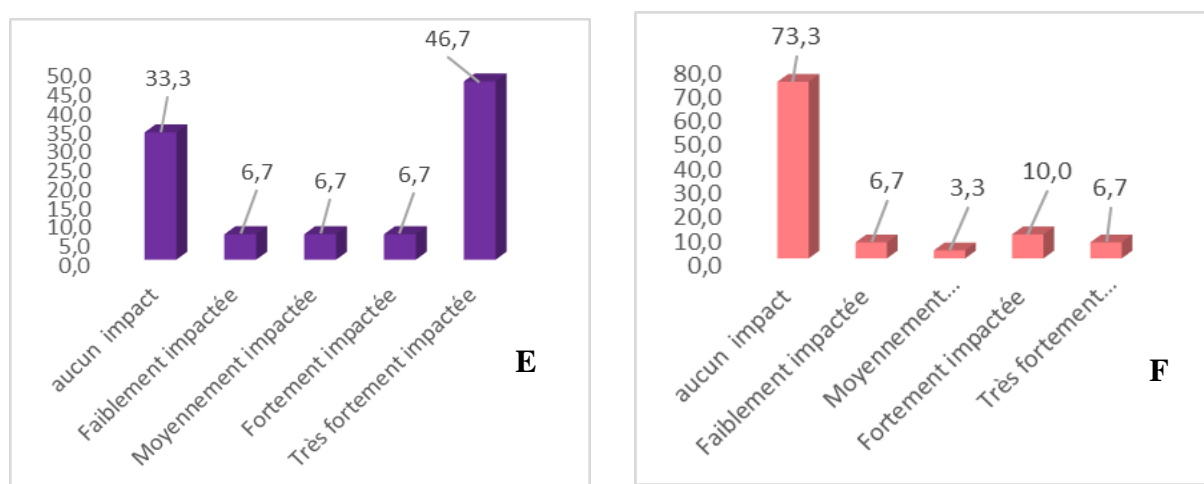 46,7
50,0
33,3
45,0
40,0
35,0
30,0
25,0
20,0
6,7
6,7
6,7
15,0
10,0
5,0
0,0
aucun impact
Faiblement impactée
Moyennement impactée
Fortement impactée
Très fortement impactée
E
73,3
80,0
70,0
60,0
50,0
40,0
30,0
20,0
10,0
0,0
6,7
3,3
10,0
6,7
aucun impact
Faiblement impactée
Moyennement...
Fortement impactée
Très fortement...
F